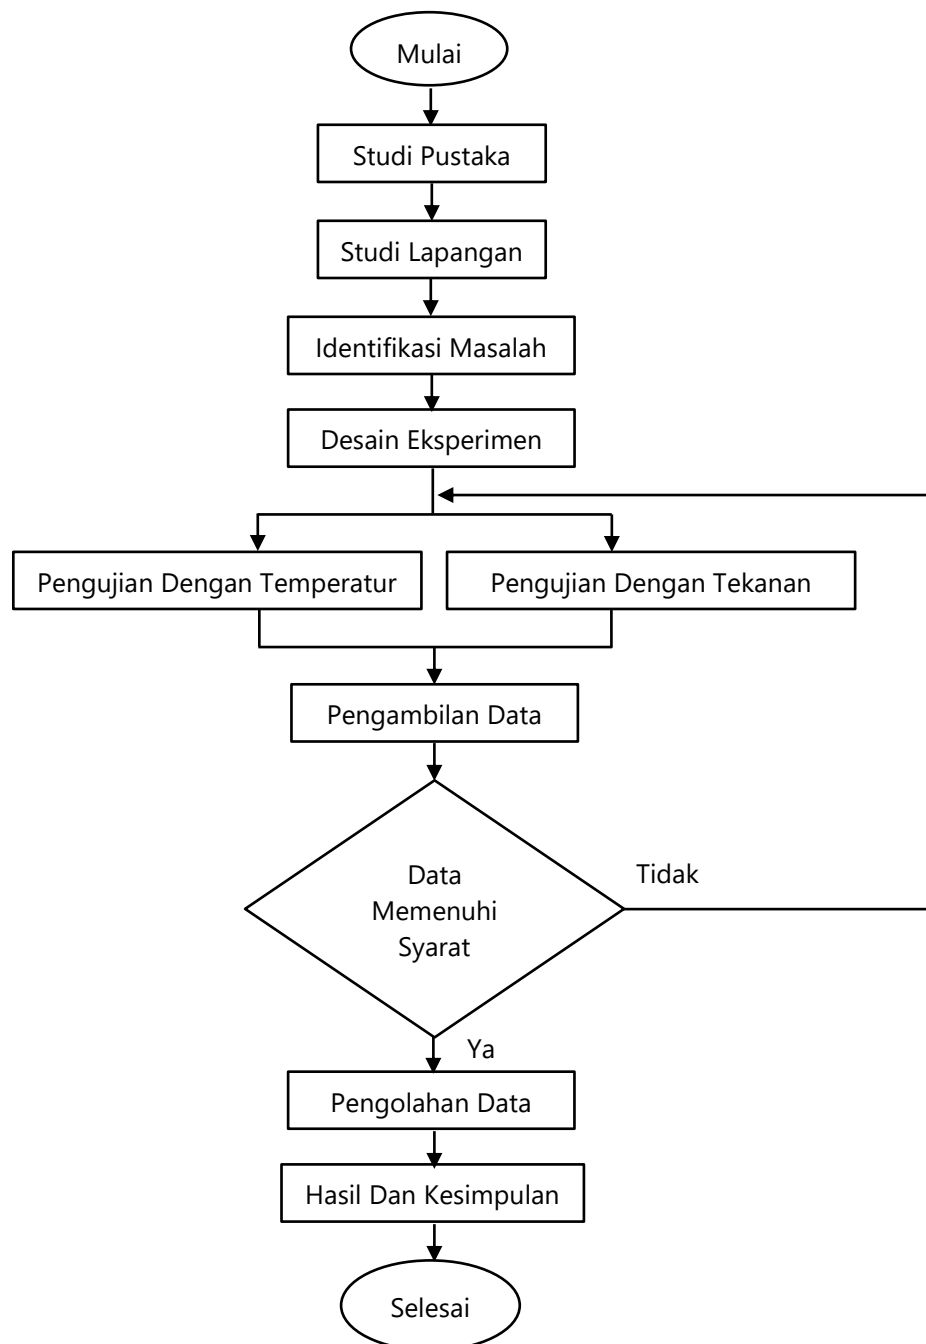 Mulai
Studi Pustaka
Studi Lapangan
Identifikasi Masalah
Desain Eksperimen
Pengujian Dengan Temperatur
Pengujian Dengan Tekanan
Pengambilan Data
Data
Memenuhi
Syarat
Tidak
Ya
Pengolahan Data
Hasil Dan Kesimpulan
Selesai